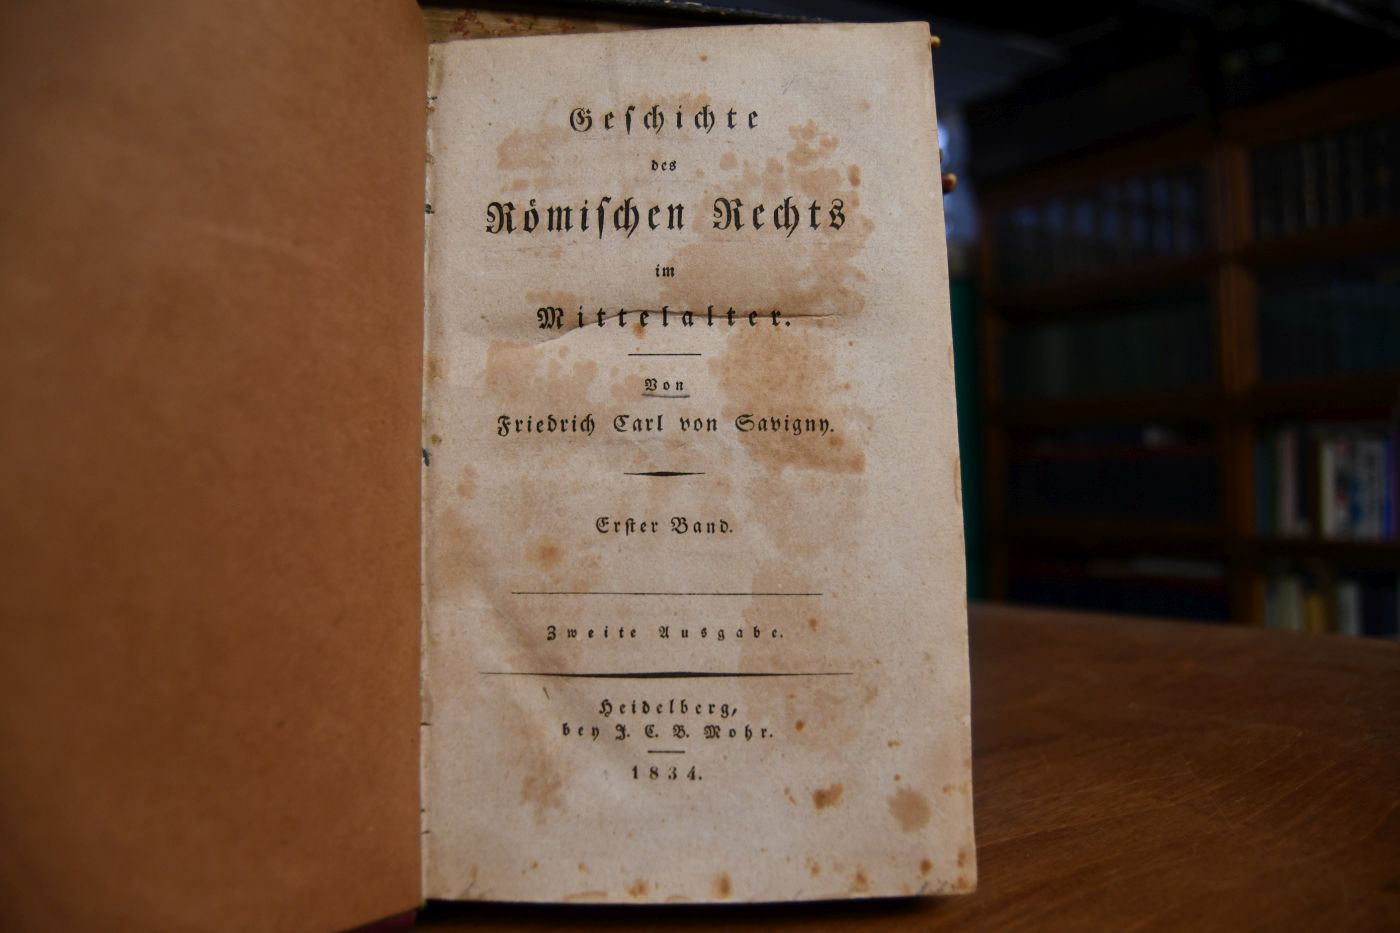 Geſchichte
des
Römiſchen Rechts
im
Mittelalter.
Von
Friedrich Carl von Savigny.
Erſter Band.
Zweite Ausgabe.
Heidelberg,
bey J. C. B. Mohr.
1834.